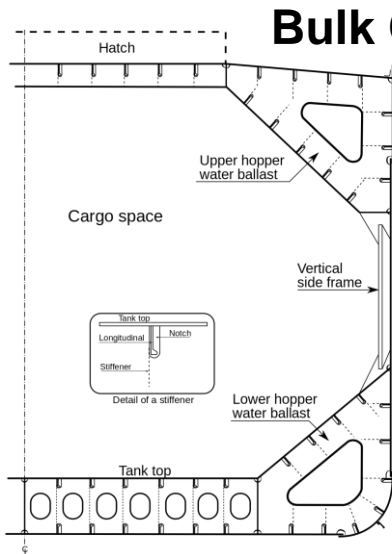 Bulk
Hatch
Upper hopper
water ballast
Cargo space
Vertical
side frame
Tank top
Longitudinal
Notch
Stiffener
Detail of a stiffener
Lower hopper
water ballast
Tank top